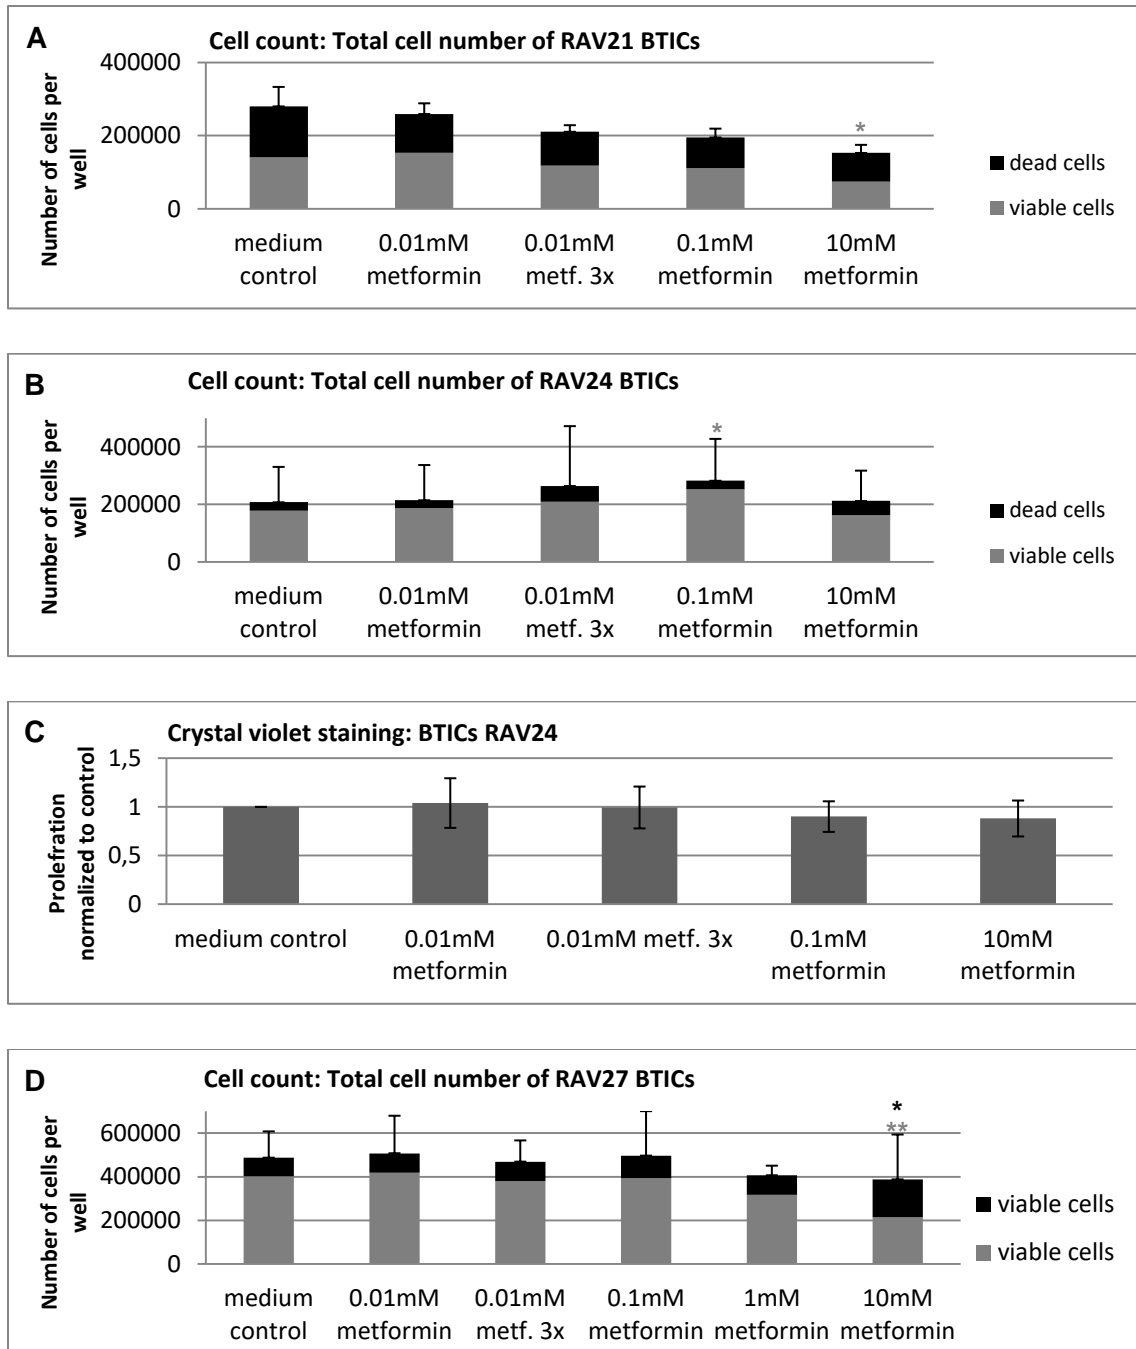 A
Cell count: Total cell number of RAV21 BTICs
Number of cells per
well
400000
200000
0
*
medium
control
0.01mM
metformin
0.01mM
metf. 3x
0.1mM
metformin
10mM
metformin
dead cells
viable cells
B
Cell count: Total cell number of RAV24 BTICs
Number of cells per
well
400000
200000
0
*
medium
control
0.01mM
metformin
0.01mM
metf. 3x
0.1mM
metformin
10mM
metformin
dead cells
viable cells
C
Crystal violet staining: BTICs RAV24
Prolefration
normalized to control
1,5
1
0,5
0
medium control
0.01mM
metformin
0.01mM metf. 3x
0.1mM
metformin
10mM
metformin
D
Cell count: Total cell number of RAV27 BTICs
Number of cells per
well
600000
400000
200000
0
*
**
medium
control
0.01mM
metformin
0.01mM
metf. 3x
0.1mM
metformin
1mM
metformin
10mM
metformin
viable cells
viable cells